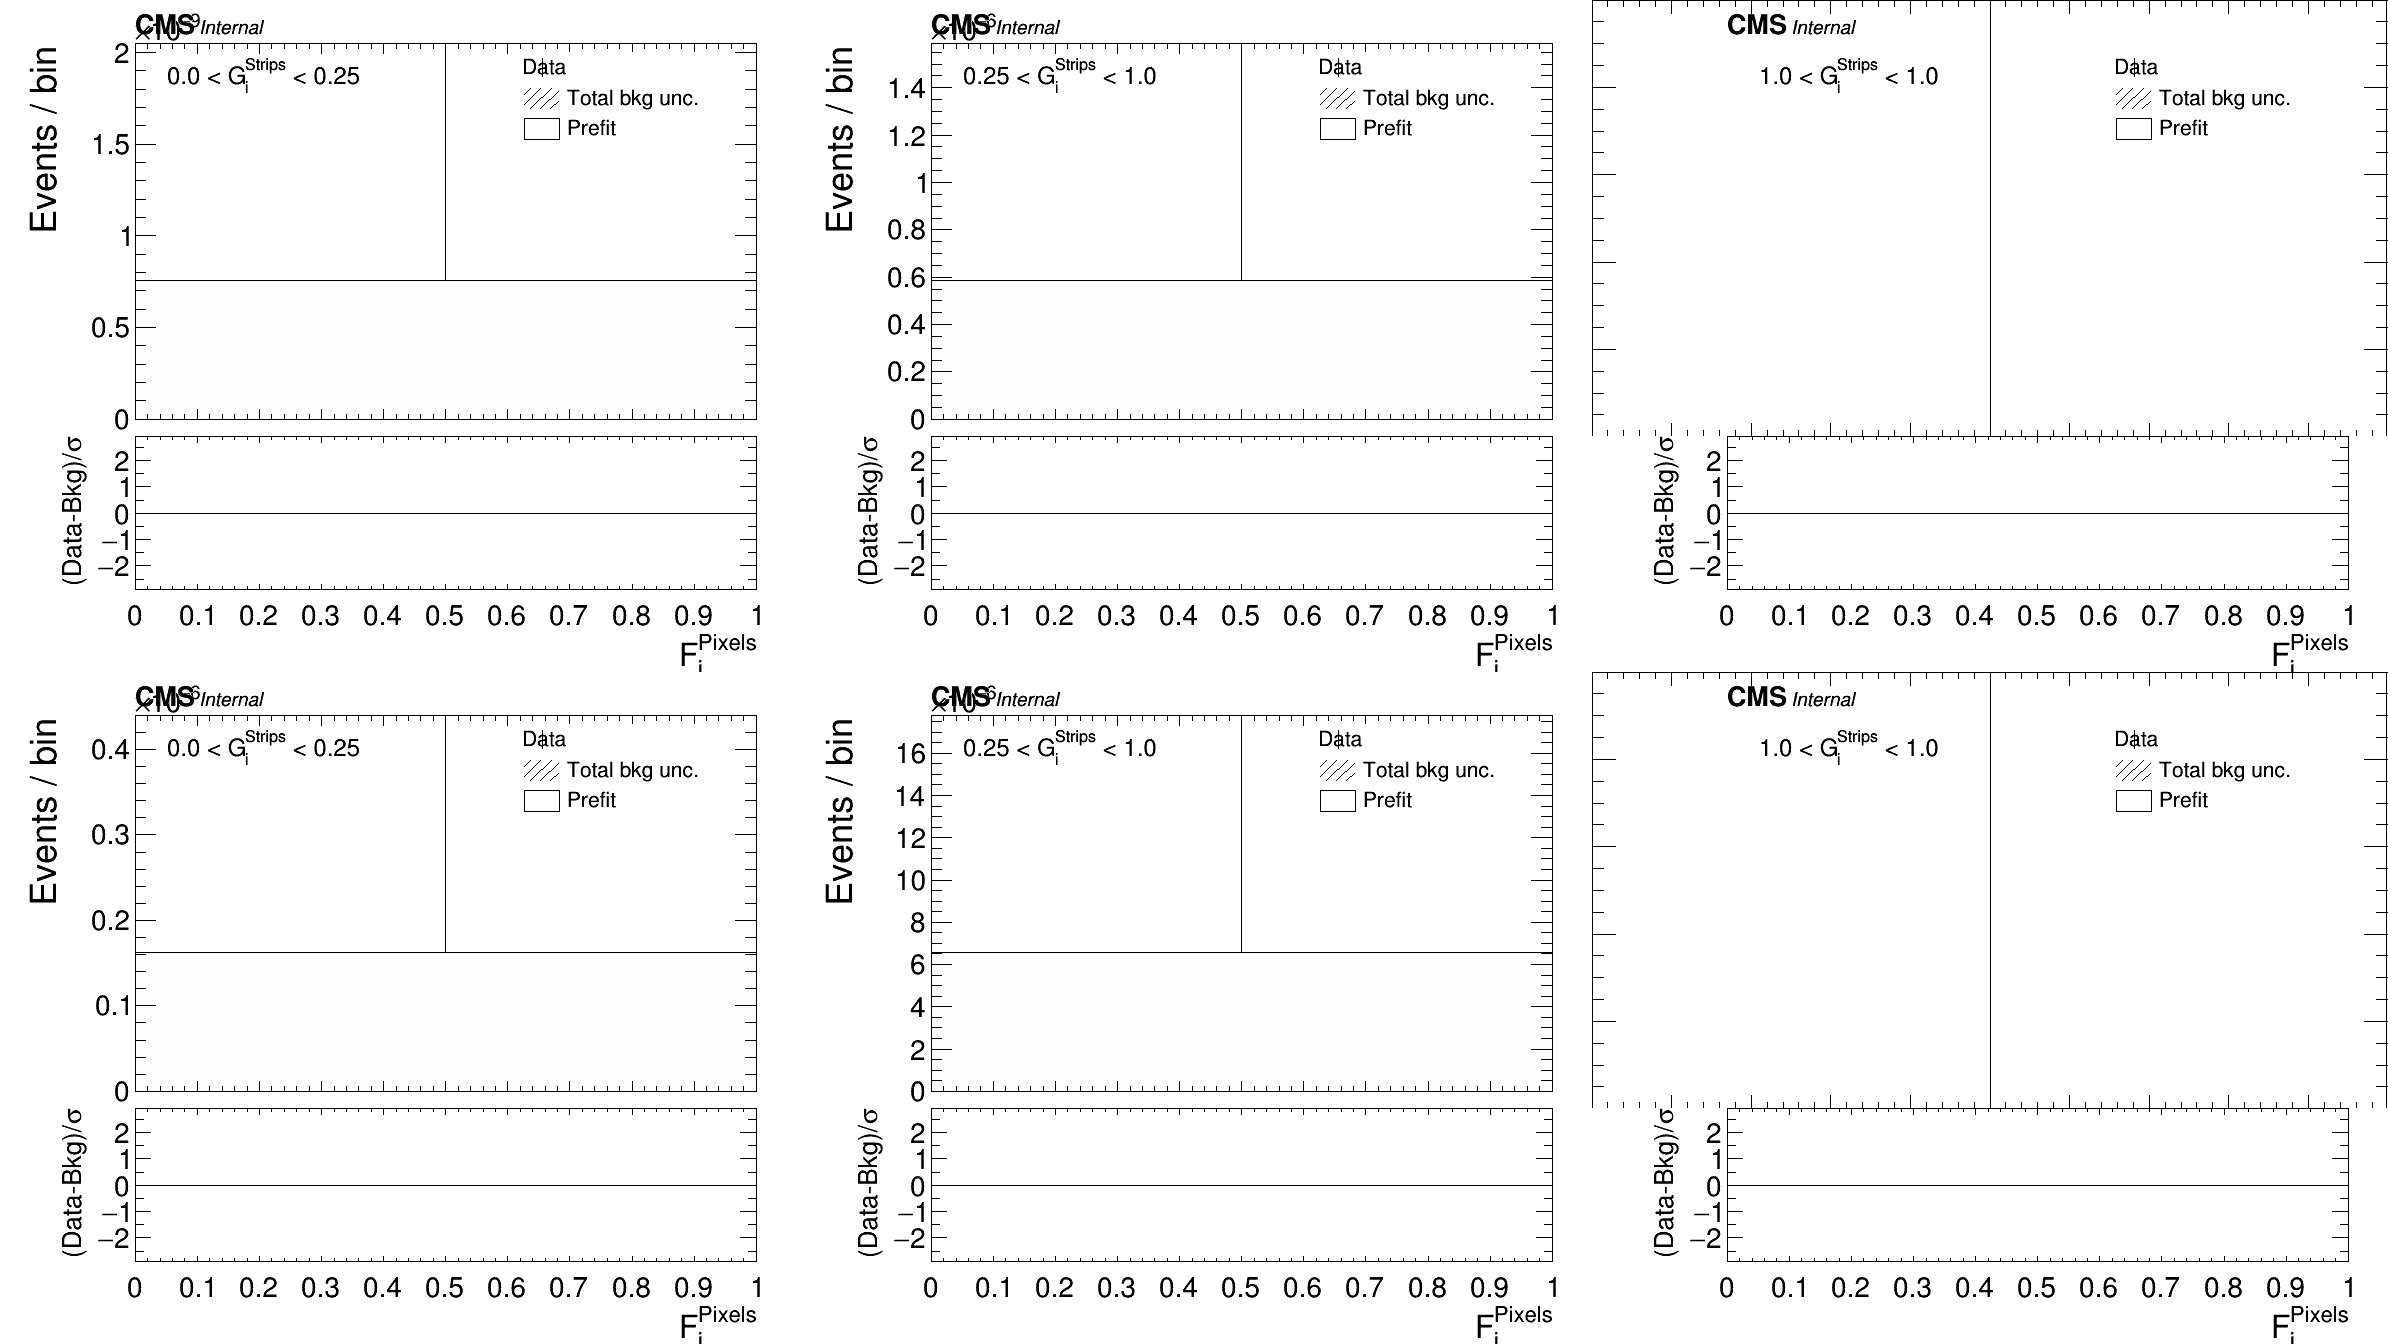 CMS Internal
×10⁻⁹
Events / bin
0.0 < G_i^Strips < 0.25
Data
Total bkg unc.
Prefit
2
1.5
1
0.5
0
(Data-Bkg)/σ
2
1
0
−1
−2
0 0.1 0.2 0.3 0.4 0.5 0.6 0.7 0.8 0.9 1
F_i^Pixels
CMS Internal
Events / bin
0.25 < G_i^Strips < 1.0
Data
Total bkg unc.
Prefit
1.4
1.2
1
0.8
0.6
0.4
0.2
0
(Data-Bkg)/σ
2
1
0
−1
−2
0 0.1 0.2 0.3 0.4 0.5 0.6 0.7 0.8 0.9 1
F_i^Pixels
CMS Internal
1.0 < G_i^Strips < 1.0
Data
Total bkg unc.
Prefit
(Data-Bkg)/σ
2
1
0
−1
−2
0 0.1 0.2 0.3 0.4 0.5 0.6 0.7 0.8 0.9 1
F_i^Pixels
CMS Internal
Events / bin
0.0 < G_i^Strips < 0.25
Data
Total bkg unc.
Prefit
0.4
0.3
0.2
0.1
0
(Data-Bkg)/σ
2
1
0
−1
−2
0 0.1 0.2 0.3 0.4 0.5 0.6 0.7 0.8 0.9 1
F_i^Pixels
CMS Internal
Events / bin
0.25 < G_i^Strips < 1.0
Data
Total bkg unc.
Prefit
16
14
12
10
8
6
4
2
0
(Data-Bkg)/σ
2
1
0
−1
−2
0 0.1 0.2 0.3 0.4 0.5 0.6 0.7 0.8 0.9 1
F_i^Pixels
CMS Internal
1.0 < G_i^Strips < 1.0
Data
Total bkg unc.
Prefit
(Data-Bkg)/σ
2
1
0
−1
−2
0 0.1 0.2 0.3 0.4 0.5 0.6 0.7 0.8 0.9 1
F_i^Pixels